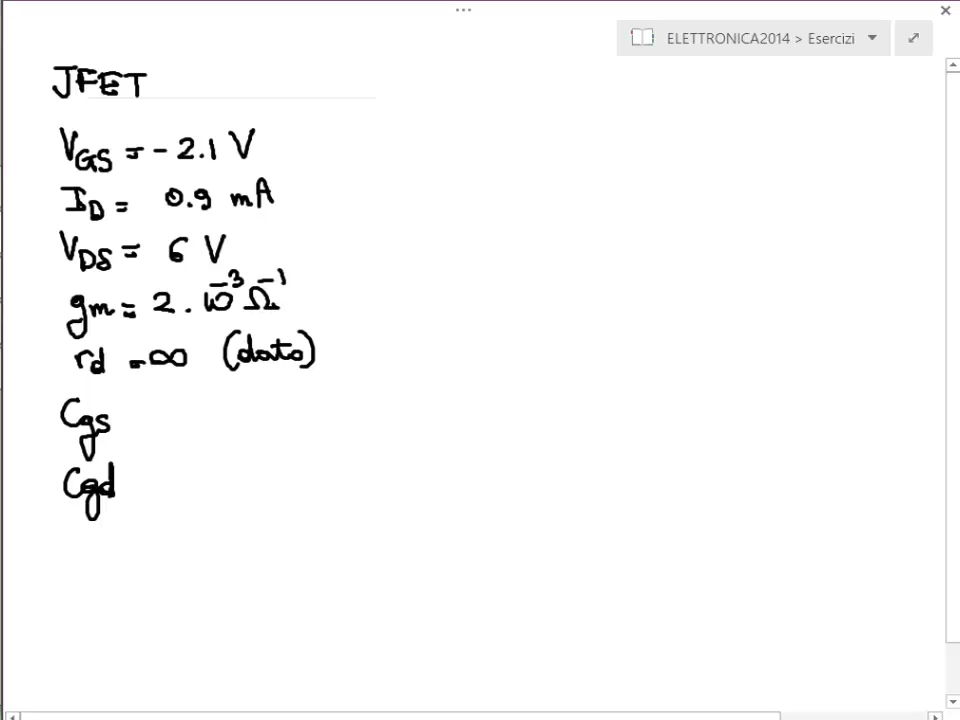 ELETTRONICA2014 > Esercizi
JFET
VGS = - 2.1 V
ID = 0.9 mA
VDS = 6 V
gm = 2 . 10⁻³ Ω⁻¹
rd = ∞ (dato)
Cgs
Cgd